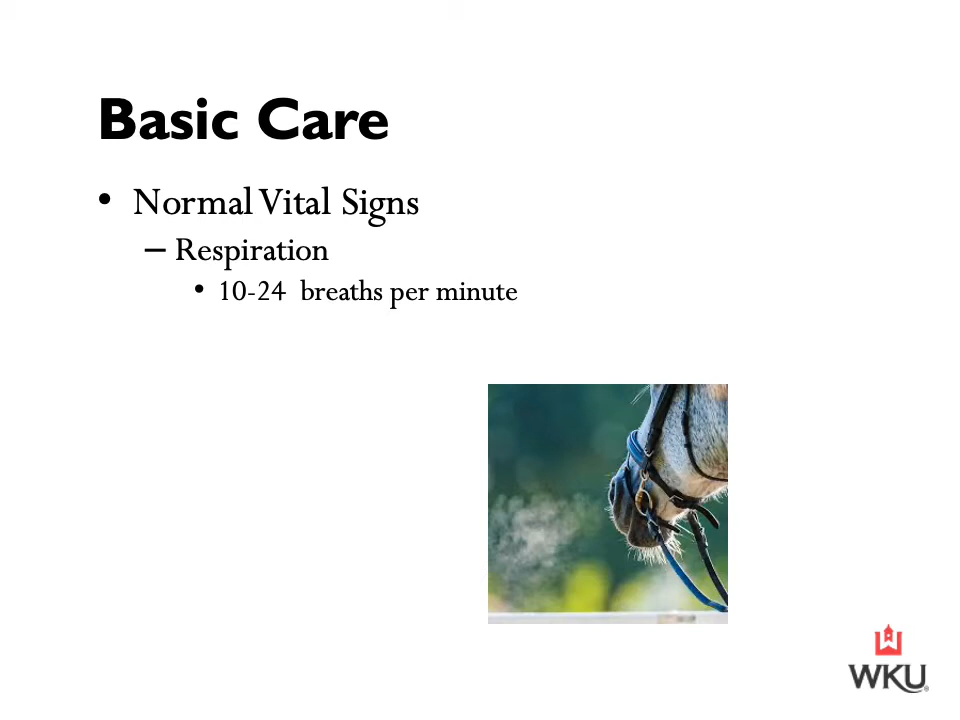 Basic Care
• Normal Vital Signs
– Respiration
• 10-24 breaths per minute
WKU®